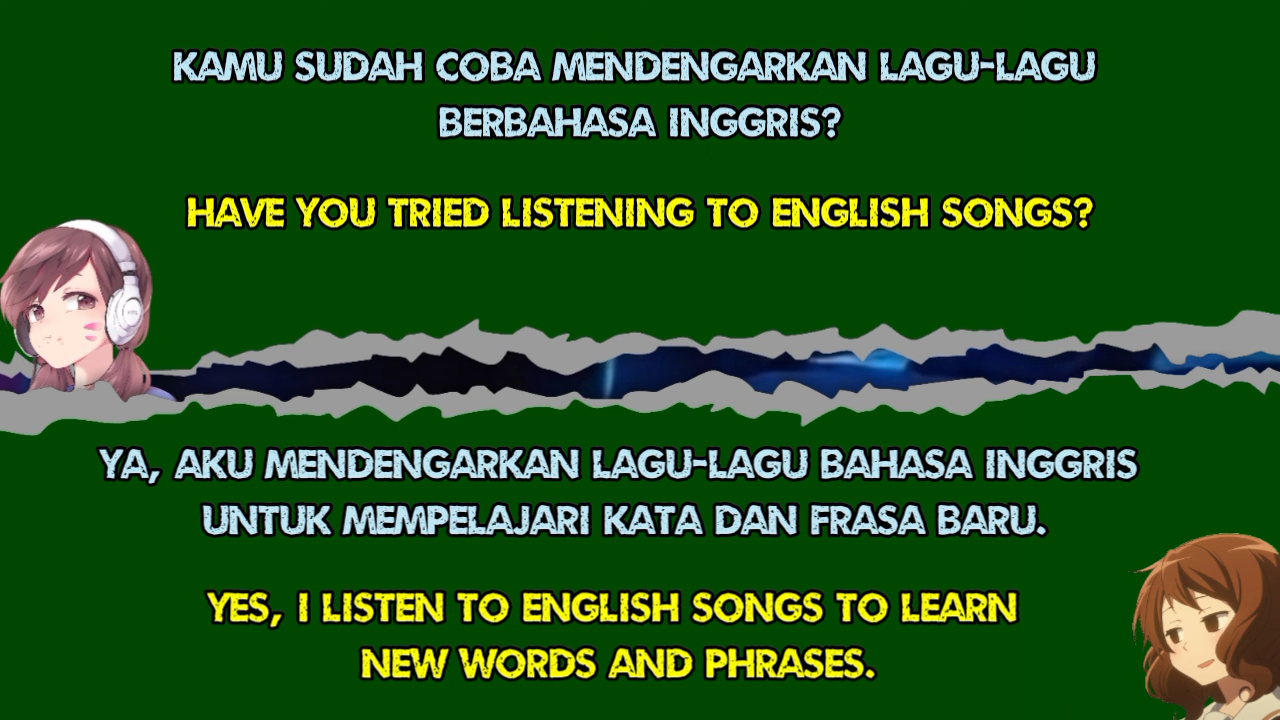 KAMU SUDAH COBA MENDENGARKAN LAGU-LAGU
BERBAHASA INGGRIS?
HAVE YOU TRIED LISTENING TO ENGLISH SONGS?
YA, AKU MENDENGARKAN LAGU-LAGU BAHASA INGGRIS
UNTUK MEMPELAJARI KATA DAN FRASA BARU.
YES, I LISTEN TO ENGLISH SONGS TO LEARN
NEW WORDS AND PHRASES.